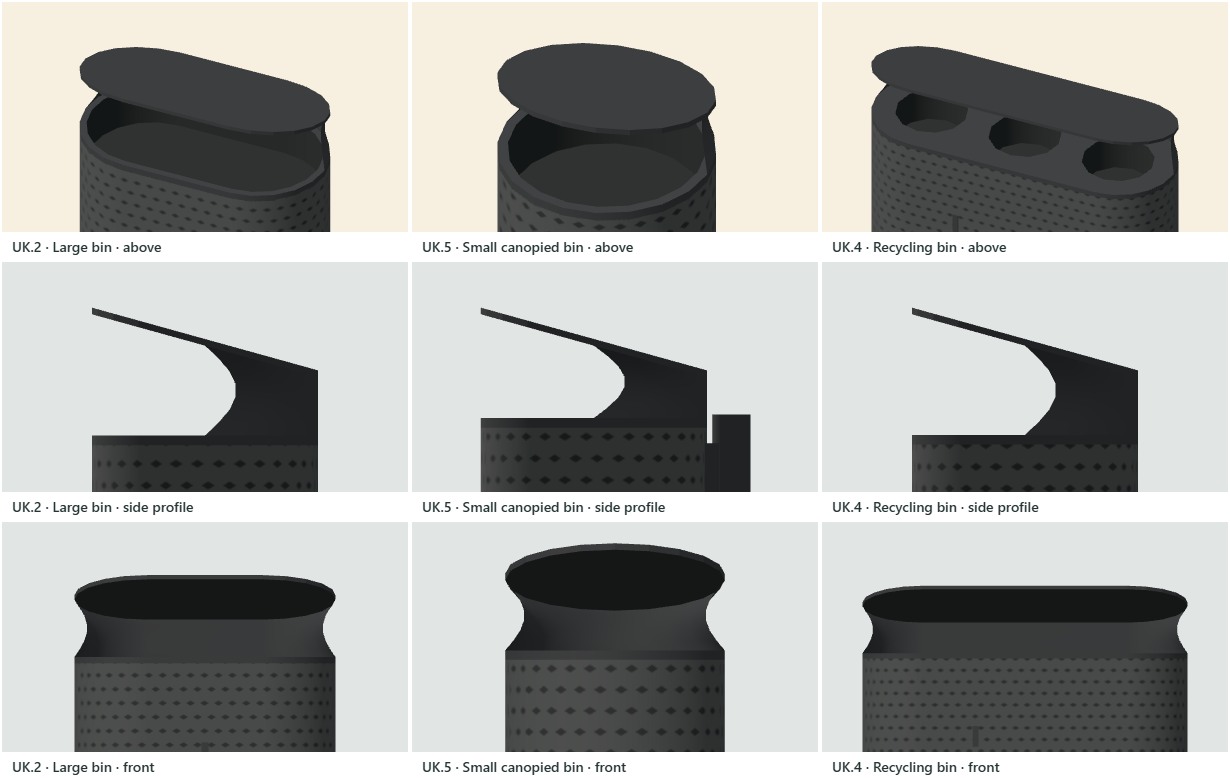 UK.2 · Large bin · above
UK.5 · Small canopied bin · above
UK.4 · Recycling bin · above
UK.2 · Large bin · side profile
UK.5 · Small canopied bin · side profile
UK.4 · Recycling bin · side profile
UK.2 · Large bin · front
UK.5 · Small canopied bin · front
UK.4 · Recycling bin · front